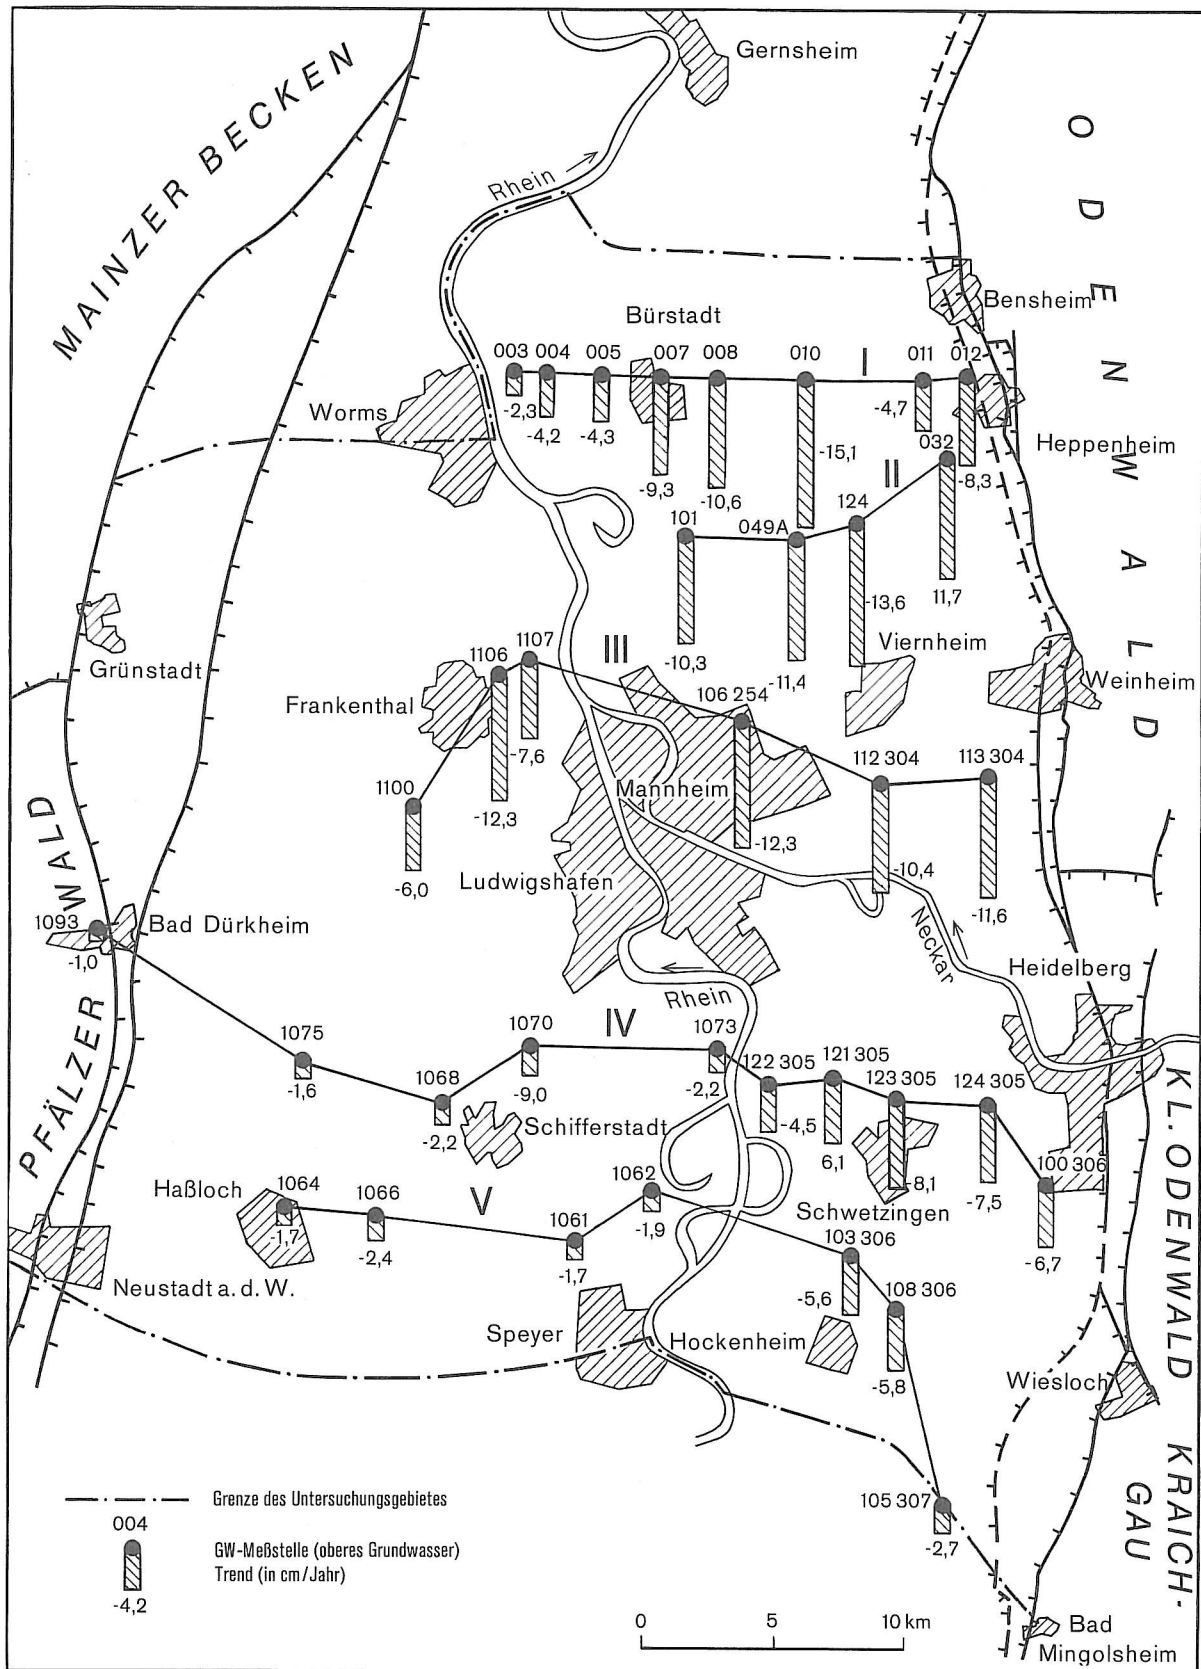 Gernsheim
MAINZER BECKEN
ODENWALD
Rhein
Bensheim
Bürstadt
003 004 005 007 008 010 I 011 012
Worms
-2,3
-4,2
-4,3
-9,3
-10,6
-15,1
-4,7
-8,3
Heppenheim
II
032
101
049A
124
-10,3
-11,4
-13,6
11,7
Viernheim
Weinheim
Grünstadt
1107
III
1106
Frankenthal
106 254
-7,6
1100
Mannheim
112 304
113 304
-12,3
-12,3
-6,0
-10,4
-11,6
Ludwigshafen
PFÄLZER WALD
1093
Bad Dürkheim
-1,0
Neckar
Heidelberg
Rhein
1075
1070
IV
1073
122 305
121 305
123 305
124 305
1068
-1,6
-9,0
-2,2
-2,2
Schifferstadt
-4,5
6,1
-8,1
-7,5
100 306
KL. ODENWALD
Haßloch
1064
1066
V
1062
1061
Schwetzingen
-1,7
-2,4
-1,9
103 306
-6,7
-1,7
Neustadt a.d.W.
-5,6
108 306
Speyer
Hockenheim
-5,8
Wiesloch
KRAICH-
GAU
105 307
-2,7
Grenze des Untersuchungsgebietes
004
GW-Meßstelle (oberes Grundwasser)
Trend (in cm/Jahr)
-4,2
0 5 10 km
Bad
Mingolsheim